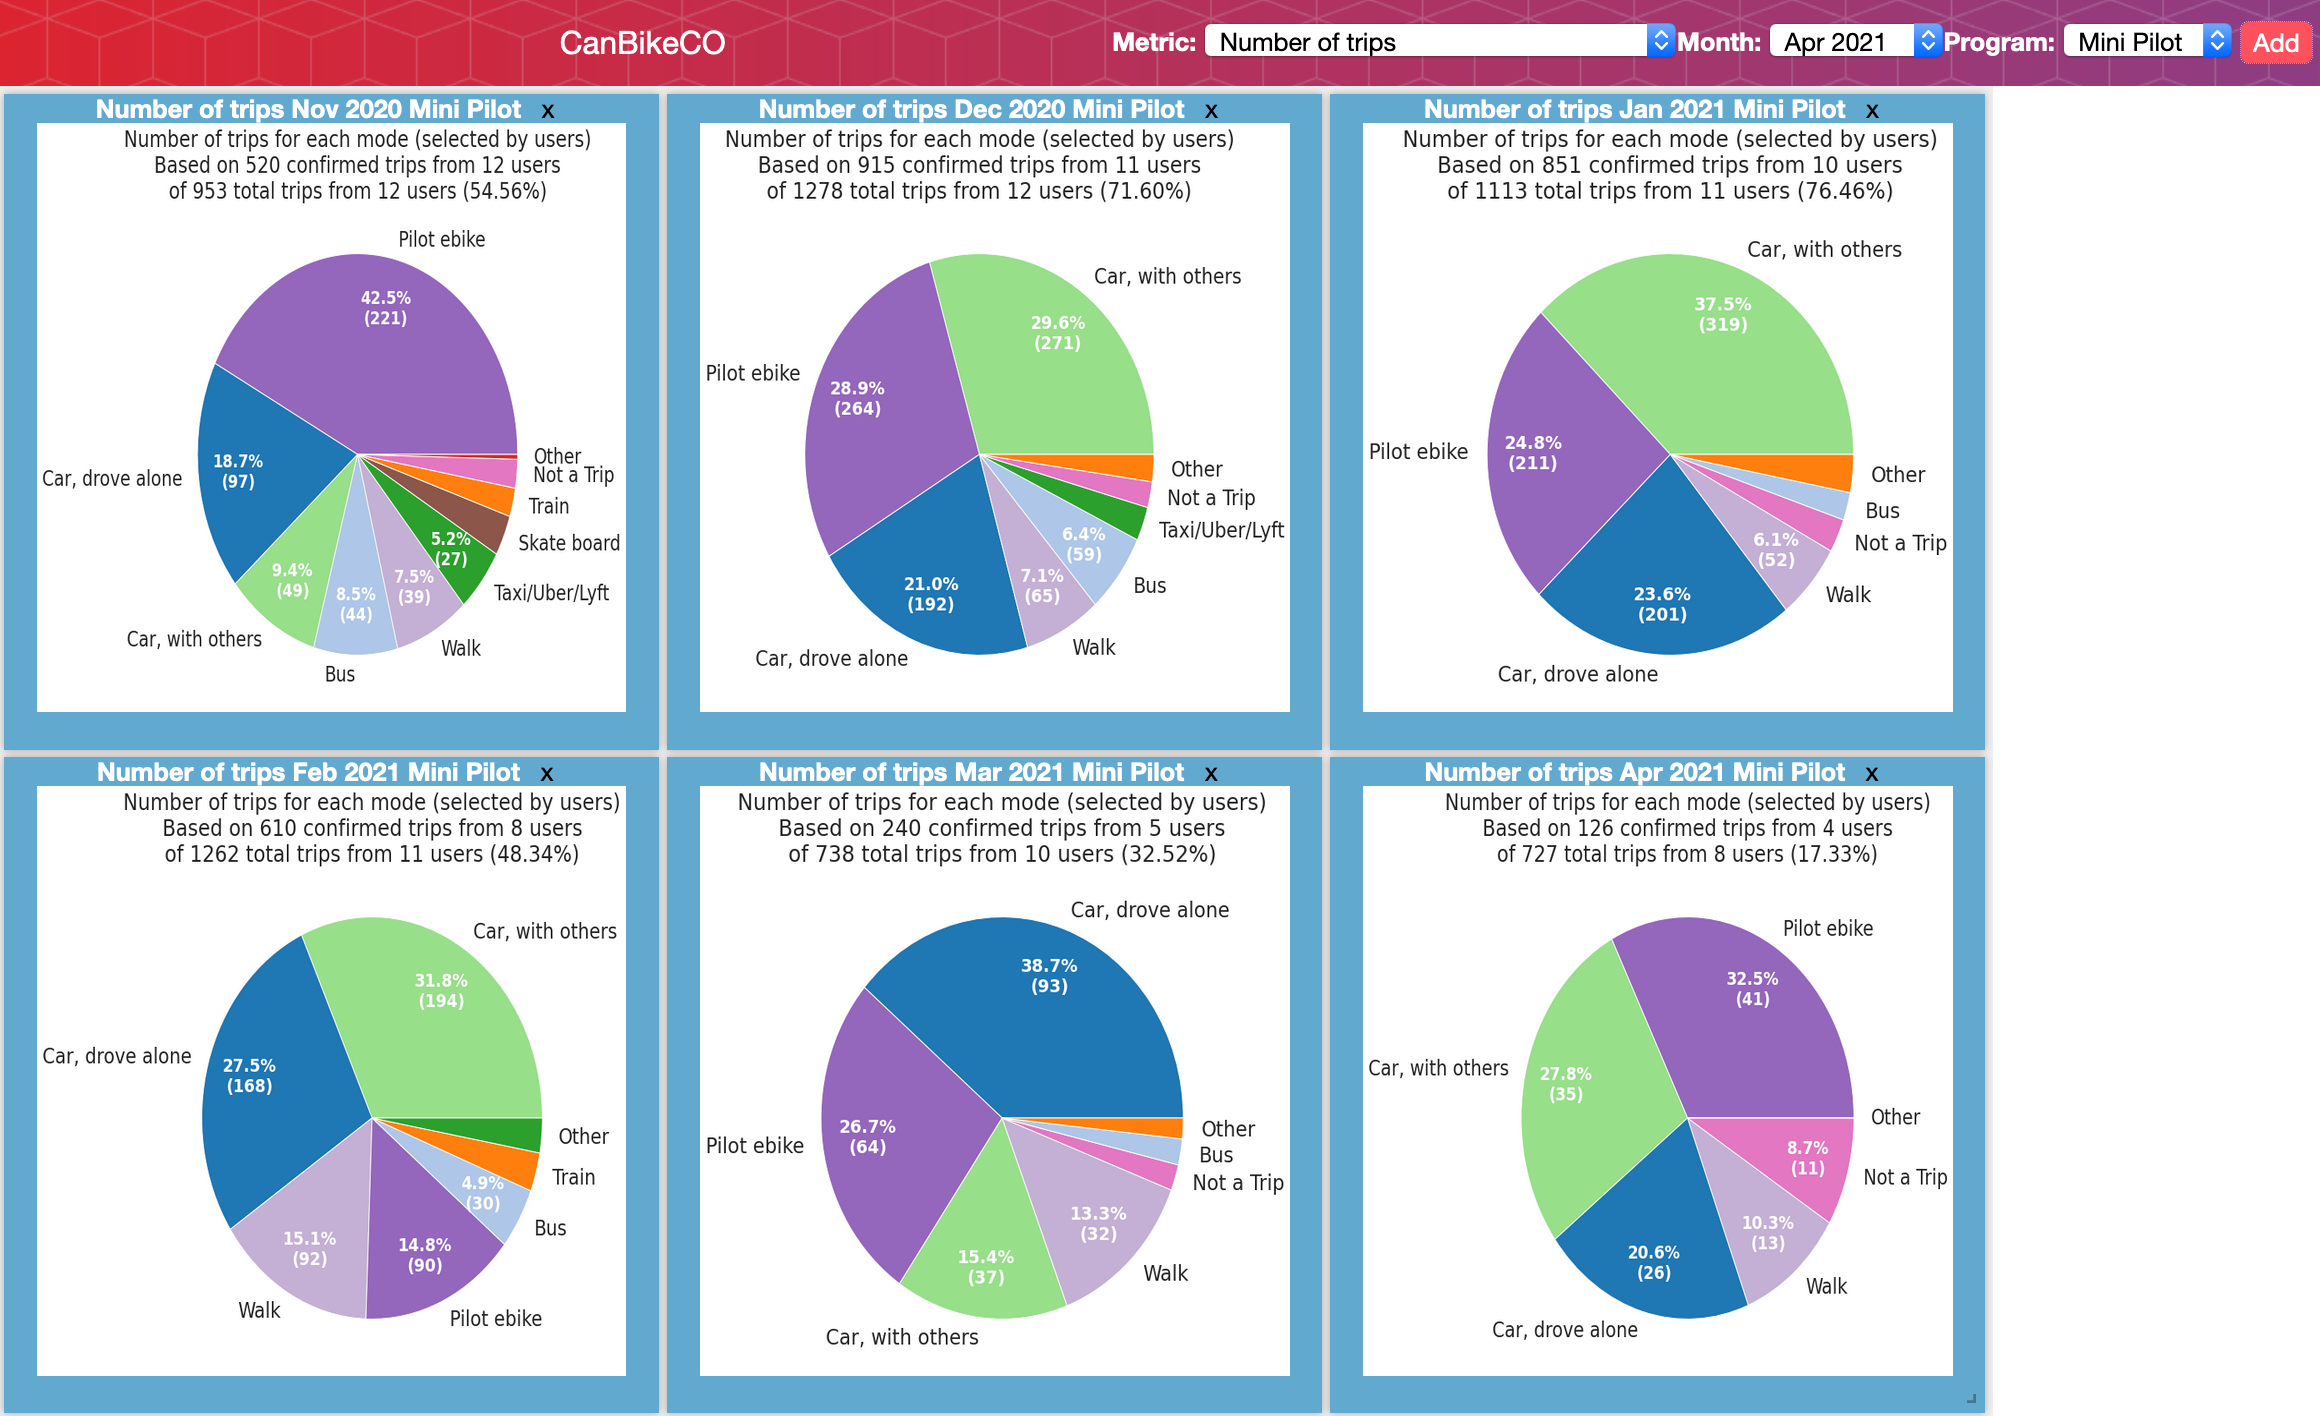 CanBikeCO
Metric: Number of trips Month: Apr 2021 Program: Mini Pilot Add
Number of trips Nov 2020 Mini Pilot x
Number of trips for each mode (selected by users)
Based on 520 confirmed trips from 12 users
of 953 total trips from 12 users (54.56%)
Pilot ebike
42.5%
(221)
Car, drove alone
18.7%
(97)
Car, with others
9.4%
(49)
Bus
8.5%
(44)
Walk
7.5%
(39)
Taxi/Uber/Lyft
5.2%
(27)
Skate board
Train
Not a Trip
Other
Number of trips Dec 2020 Mini Pilot x
Number of trips for each mode (selected by users)
Based on 915 confirmed trips from 11 users
of 1278 total trips from 12 users (71.60%)
Car, with others
29.6%
(271)
Pilot ebike
28.9%
(264)
Car, drove alone
21.0%
(192)
Walk
7.1%
(65)
Bus
6.4%
(59)
Taxi/Uber/Lyft
Not a Trip
Other
Number of trips Jan 2021 Mini Pilot x
Number of trips for each mode (selected by users)
Based on 851 confirmed trips from 10 users
of 1113 total trips from 11 users (76.46%)
Car, with others
37.5%
(319)
Pilot ebike
24.8%
(211)
Car, drove alone
23.6%
(201)
Walk
6.1%
(52)
Not a Trip
Bus
Other
Number of trips Feb 2021 Mini Pilot x
Number of trips for each mode (selected by users)
Based on 610 confirmed trips from 8 users
of 1262 total trips from 11 users (48.34%)
Car, with others
31.8%
(194)
Car, drove alone
27.5%
(168)
Walk
15.1%
(92)
Pilot ebike
14.8%
(90)
Bus
4.9%
(30)
Train
Other
Number of trips Mar 2021 Mini Pilot x
Number of trips for each mode (selected by users)
Based on 240 confirmed trips from 5 users
of 738 total trips from 10 users (32.52%)
Car, drove alone
38.7%
(93)
Pilot ebike
26.7%
(64)
Car, with others
15.4%
(37)
Walk
13.3%
(32)
Not a Trip
Bus
Other
Number of trips Apr 2021 Mini Pilot x
Number of trips for each mode (selected by users)
Based on 126 confirmed trips from 4 users
of 727 total trips from 8 users (17.33%)
Pilot ebike
32.5%
(41)
Car, with others
27.8%
(35)
Car, drove alone
20.6%
(26)
Walk
10.3%
(13)
Not a Trip
8.7%
(11)
Other